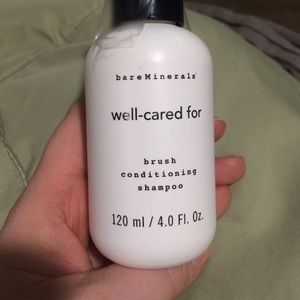 bareMinerals
well-cared for
brush
conditioning
shampoo
120 ml / 4.0 Fl. Oz.